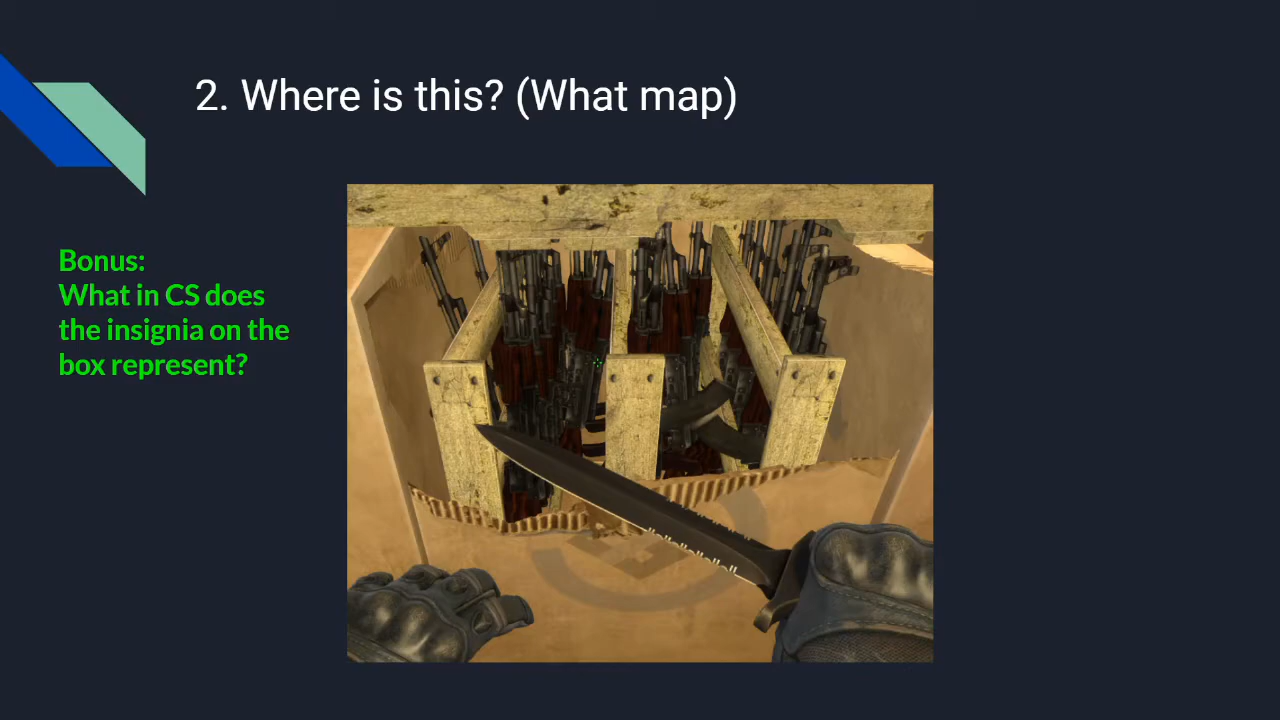 2. Where is this? (What map)
Bonus:
What in CS does
the insignia on the
box represent?